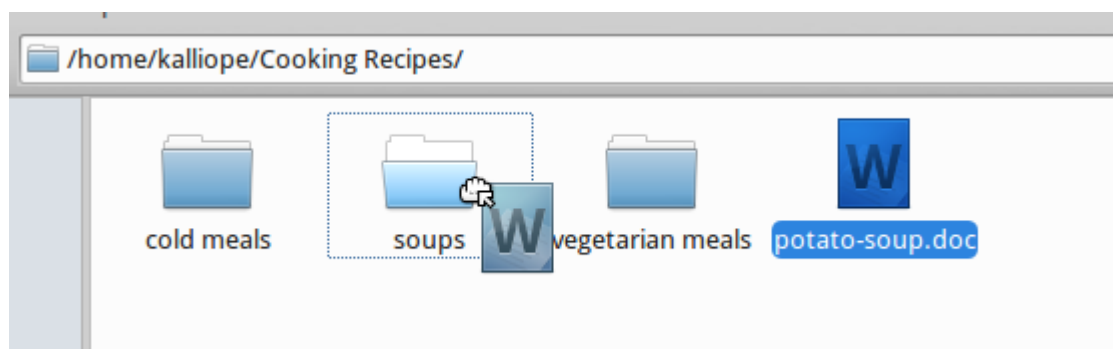 /home/kalliope/Cooking Recipes/
W
W
cold meals
soups
vegetarian meals
potato-soup.doc